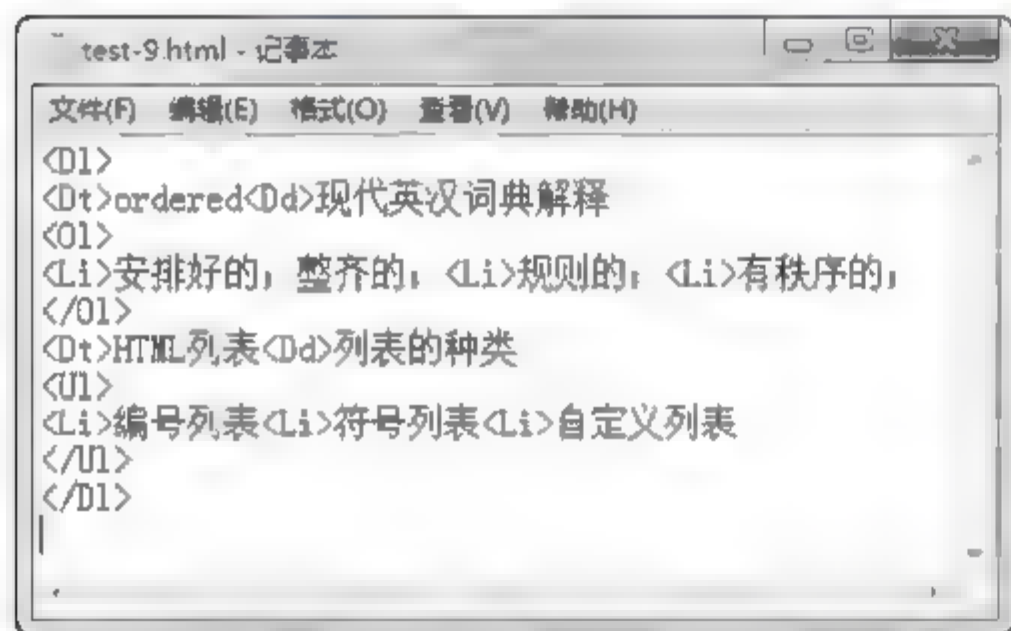 test-9.html - 记事本
文件(F) 编辑(E) 格式(O) 查看(V) 帮助(H)
<Dl>
<Dt>ordered<Dd>现代英汉词典解释
<Ol>
<Li>安排好的；整齐的；<Li>规则的；<Li>有秩序的；
</Ol>
<Dt>HTML列表<Dd>列表的种类
<Ul>
<Li>编号列表<Li>符号列表<Li>自定义列表
</Ul>
</Dl>